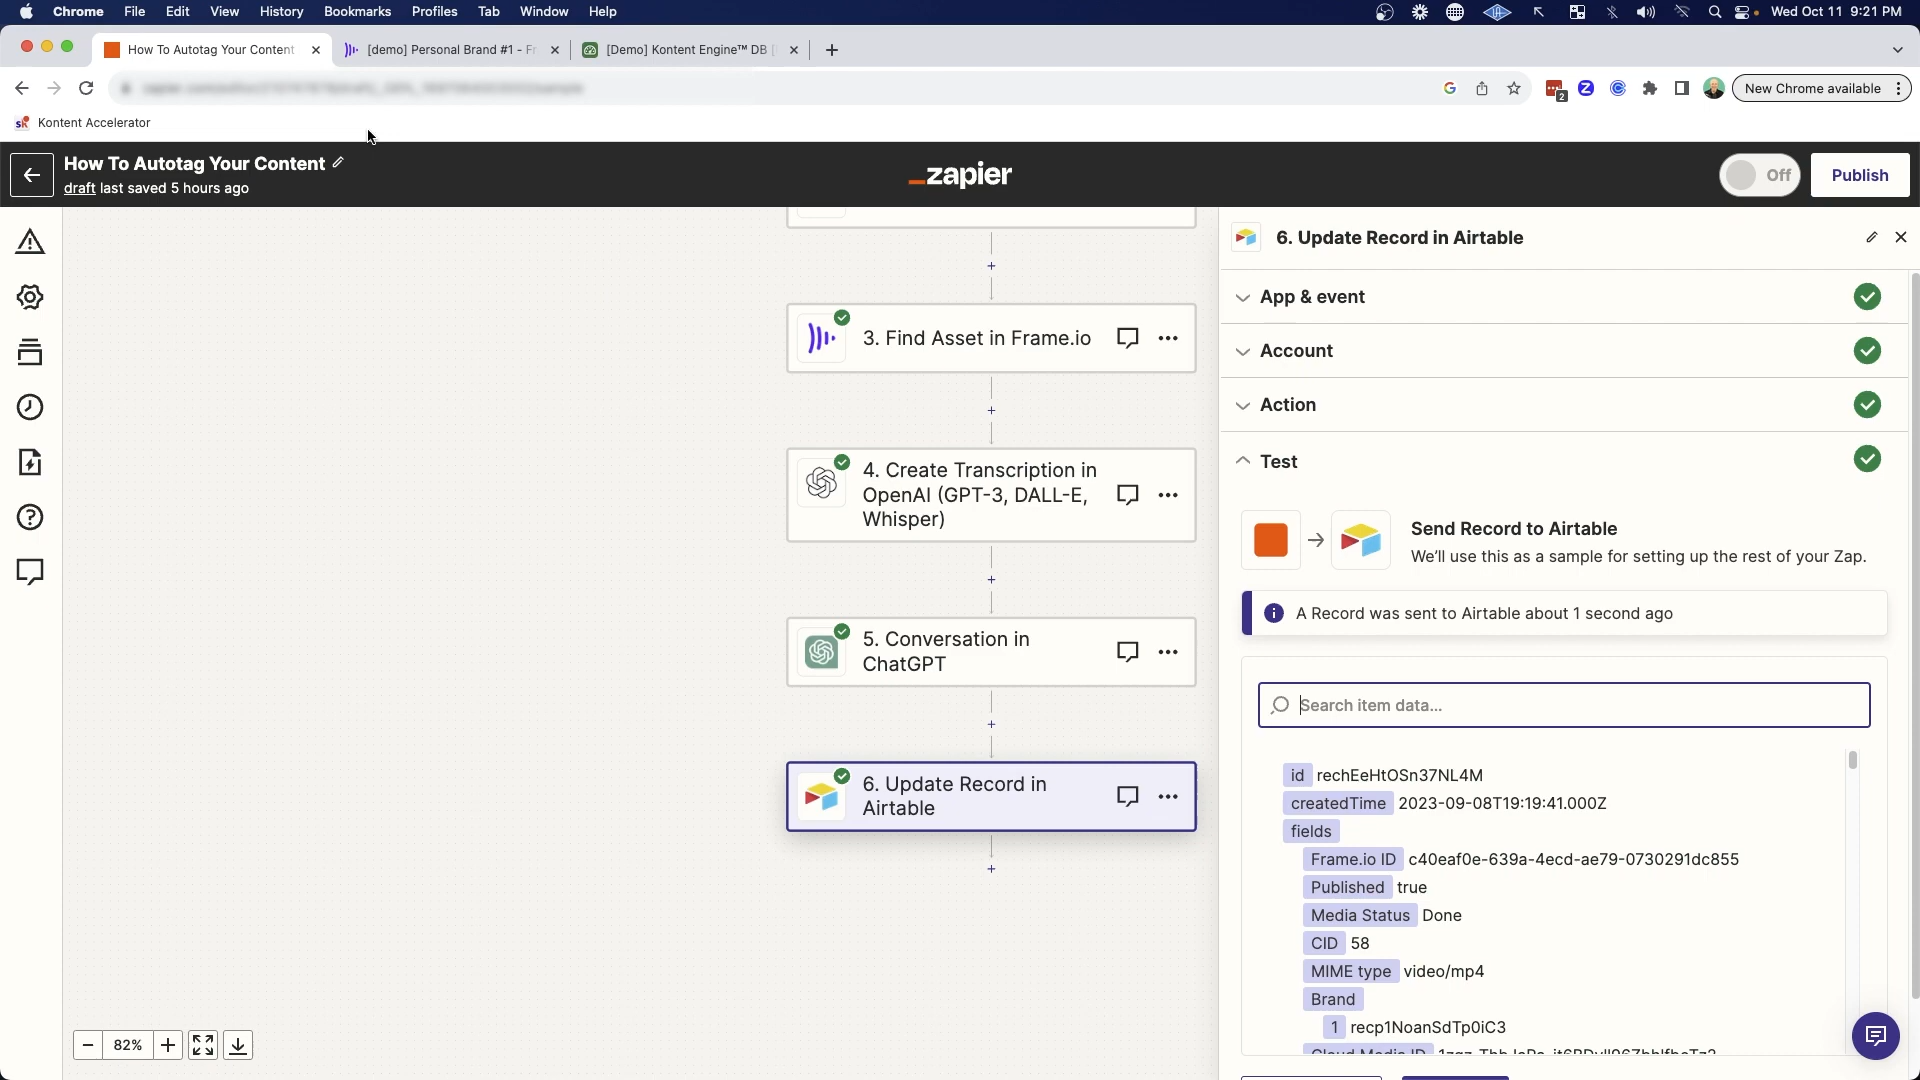 Chrome File Edit View History Bookmarks Profiles Tab Window Help Wed Oct 11 9:21 PM
How To Autotag Your Content [demo] Personal Brand #1 - Fr [Demo] Kontent Engine™ DB
2 New Chrome available
Kontent Accelerator
How To Autotag Your Content
draft last saved 5 hours ago
zapier
Off
Publish
3. Find Asset in Frame.io
4. Create Transcription in
OpenAI (GPT-3, DALL-E,
Whisper)
5. Conversation in
ChatGPT
6. Update Record in
Airtable
82%
6. Update Record in Airtable
App & event
Account
Action
Test
Send Record to Airtable
We'll use this as a sample for setting up the rest of your Zap.
A Record was sent to Airtable about 1 second ago
Search item data...
id rechEeHtOSn37NL4M
createdTime 2023-09-08T19:19:41.000Z
fields
Frame.io ID c40eaf0e-639a-4ecd-ae79-0730291dc855
Published true
Media Status Done
CID 58
MIME type video/mp4
Brand
1 recp1NoanSdTp0iC3
Cloud Media ID